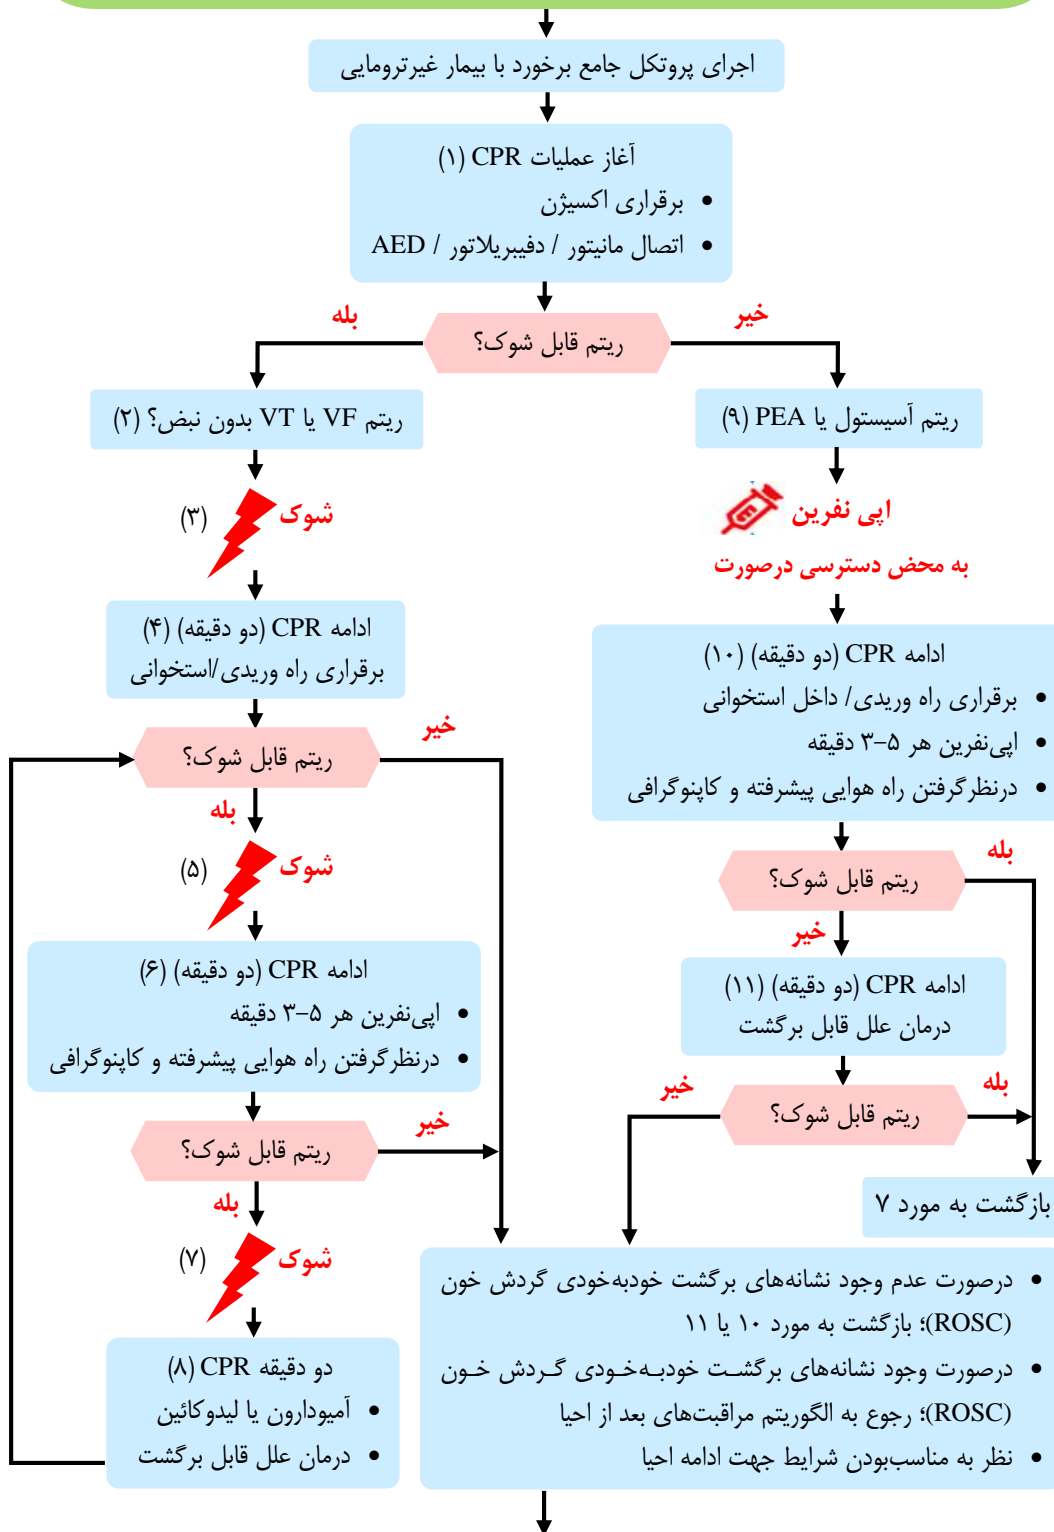 اجرای پروتکل جامع برخورد با بیمار غیرترومایی
آغاز عملیات CPR (۱)
• برقراری اکسیژن
• اتصال مانیتور / دفیبریلاتور / AED
ریتم قابل شوک؟
خیر
بله
ریتم آسیستول یا PEA (۹)
اپی نفرین
به محض دسترسی درصورت
ادامه CPR (دو دقیقه) (۱۰)
• برقراری راه وریدی/ داخل استخوانی
• اپی‌نفرین هر ۵-۳ دقیقه
• درنظرگرفتن راه هوایی پیشرفته و کاپنوگرافی
ریتم قابل شوک؟
بله
خیر
ادامه CPR (دو دقیقه) (۱۱)
درمان علل قابل برگشت
ریتم قابل شوک؟
بله
خیر
بازگشت به مورد ۷
ریتم VF یا VT بدون نبض؟ (۲)
شوک (۳)
ادامه CPR (دو دقیقه) (۴)
برقراری راه وریدی/استخوانی
ریتم قابل شوک؟
خیر
بله
شوک (۵)
ادامه CPR (دو دقیقه) (۶)
• اپی‌نفرین هر ۵-۳ دقیقه
• درنظرگرفتن راه هوایی پیشرفته و کاپنوگرافی
ریتم قابل شوک؟
خیر
بله
شوک (۷)
دو دقیقه CPR (۸)
• آمیودارون یا لیدوکائین
• درمان علل قابل برگشت
• درصورت عدم وجود نشانه‌های برگشت خودبه‌خودی گردش خون
(ROSC)؛ بازگشت به مورد ۱۰ یا ۱۱
• درصورت وجود نشانه‌های برگشت خودبه‌خودی گردش خون
(ROSC)؛ رجوع به الگوریتم مراقبت‌های بعد از احیا
• نظر به مناسب‌بودن شرایط جهت ادامه احیا